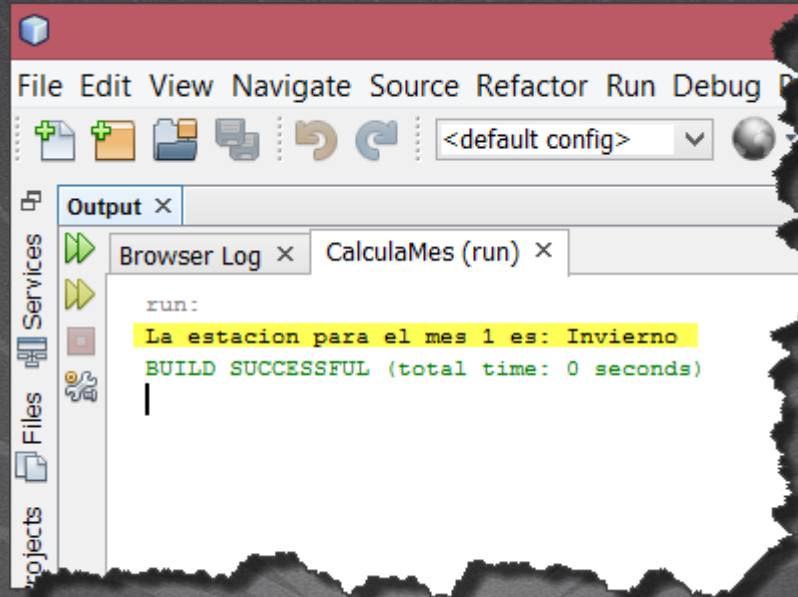 File Edit View Navigate Source Refactor Run Debug
<default config>
Output
Browser Log CalculaMes (run)
Services
Files
run:
La estacion para el mes 1 es: Invierno
BUILD SUCCESSFUL (total time: 0 seconds)